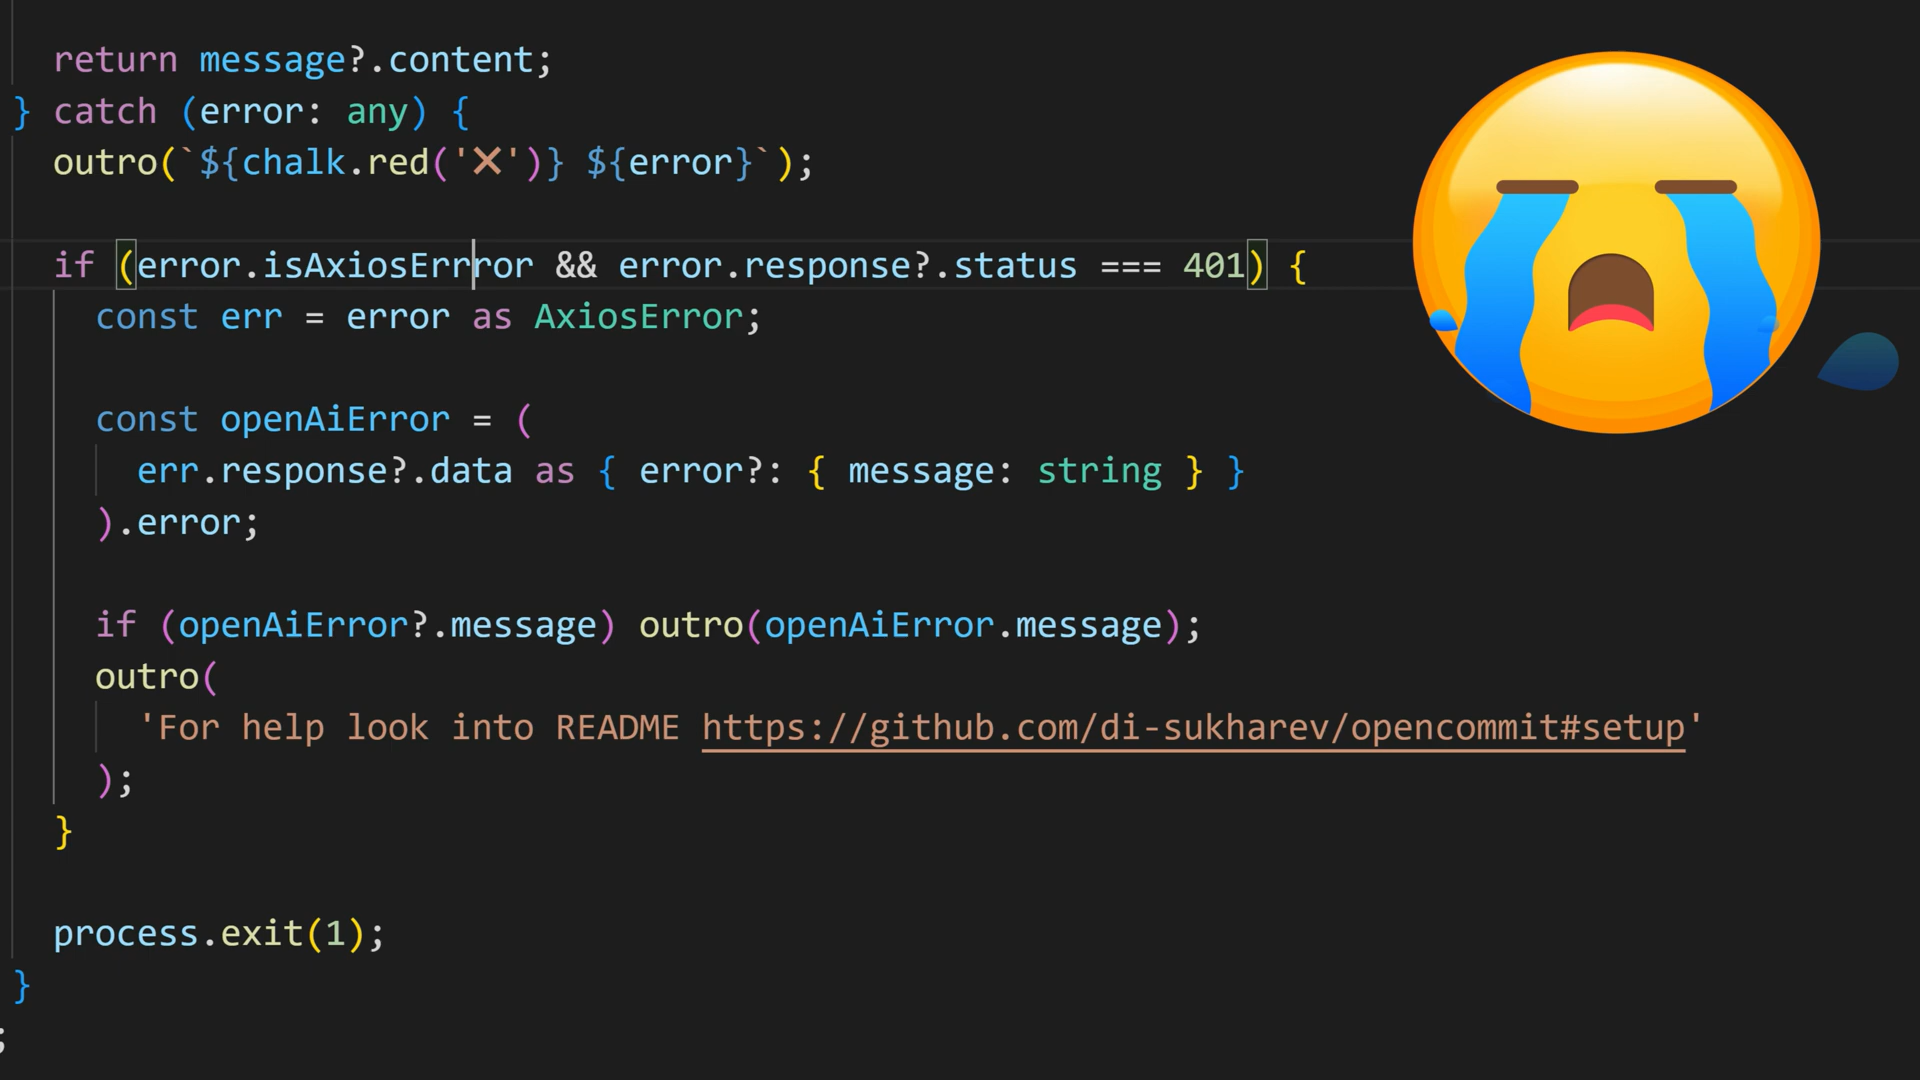 return message?.content;
} catch (error: any) {
outro(`${chalk.red('✖')} ${error}`);
if (error.isAxiosError && error.response?.status === 401) {
const err = error as AxiosError;
const openAiError = (
err.response?.data as { error?: { message: string } }
).error;
if (openAiError?.message) outro(openAiError.message);
outro(
'For help look into README https://github.com/di-sukharev/opencommit#setup'
);
}
process.exit(1);
}
;